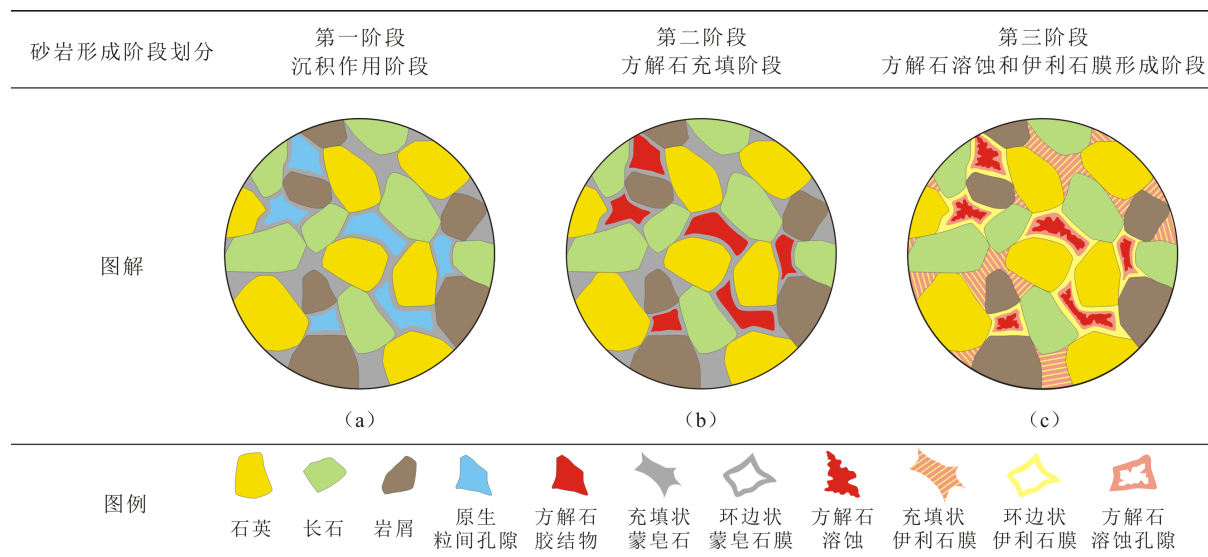 砂岩形成阶段划分
第一阶段
沉积作用阶段
第二阶段
方解石充填阶段
第三阶段
方解石溶蚀和伊利石膜形成阶段
图解
(a)
(b)
(c)
图例
石英
长石
岩屑
原生
粒间孔隙
方解石
胶结物
充填状
蒙皂石
环边状
蒙皂石膜
方解石
溶蚀
充填状
伊利石膜
环边状
伊利石膜
方解石
溶蚀孔隙